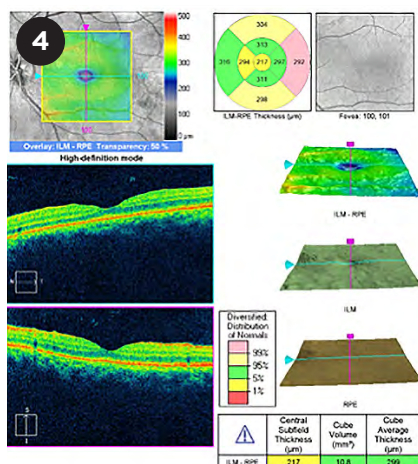 4
500
400
300
200
100
0 µm
100
Overlay: ILM - RPE Transparency: 50 %
High-definition mode
304
313
316 294 217 297 292
311
298
ILM-RPE Thickness (µm)
Fovea: 100, 101
ILM - RPE
N T
ILM
S
I
Diversified:
Distribution
of Normals
99%
95%
5%
1%
RPE
Central
Subfield
Thickness
(µm)
Cube
Volume
(mm³)
Cube
Average
Thickness
(µm)
ILM - RPE 217 10.8 299